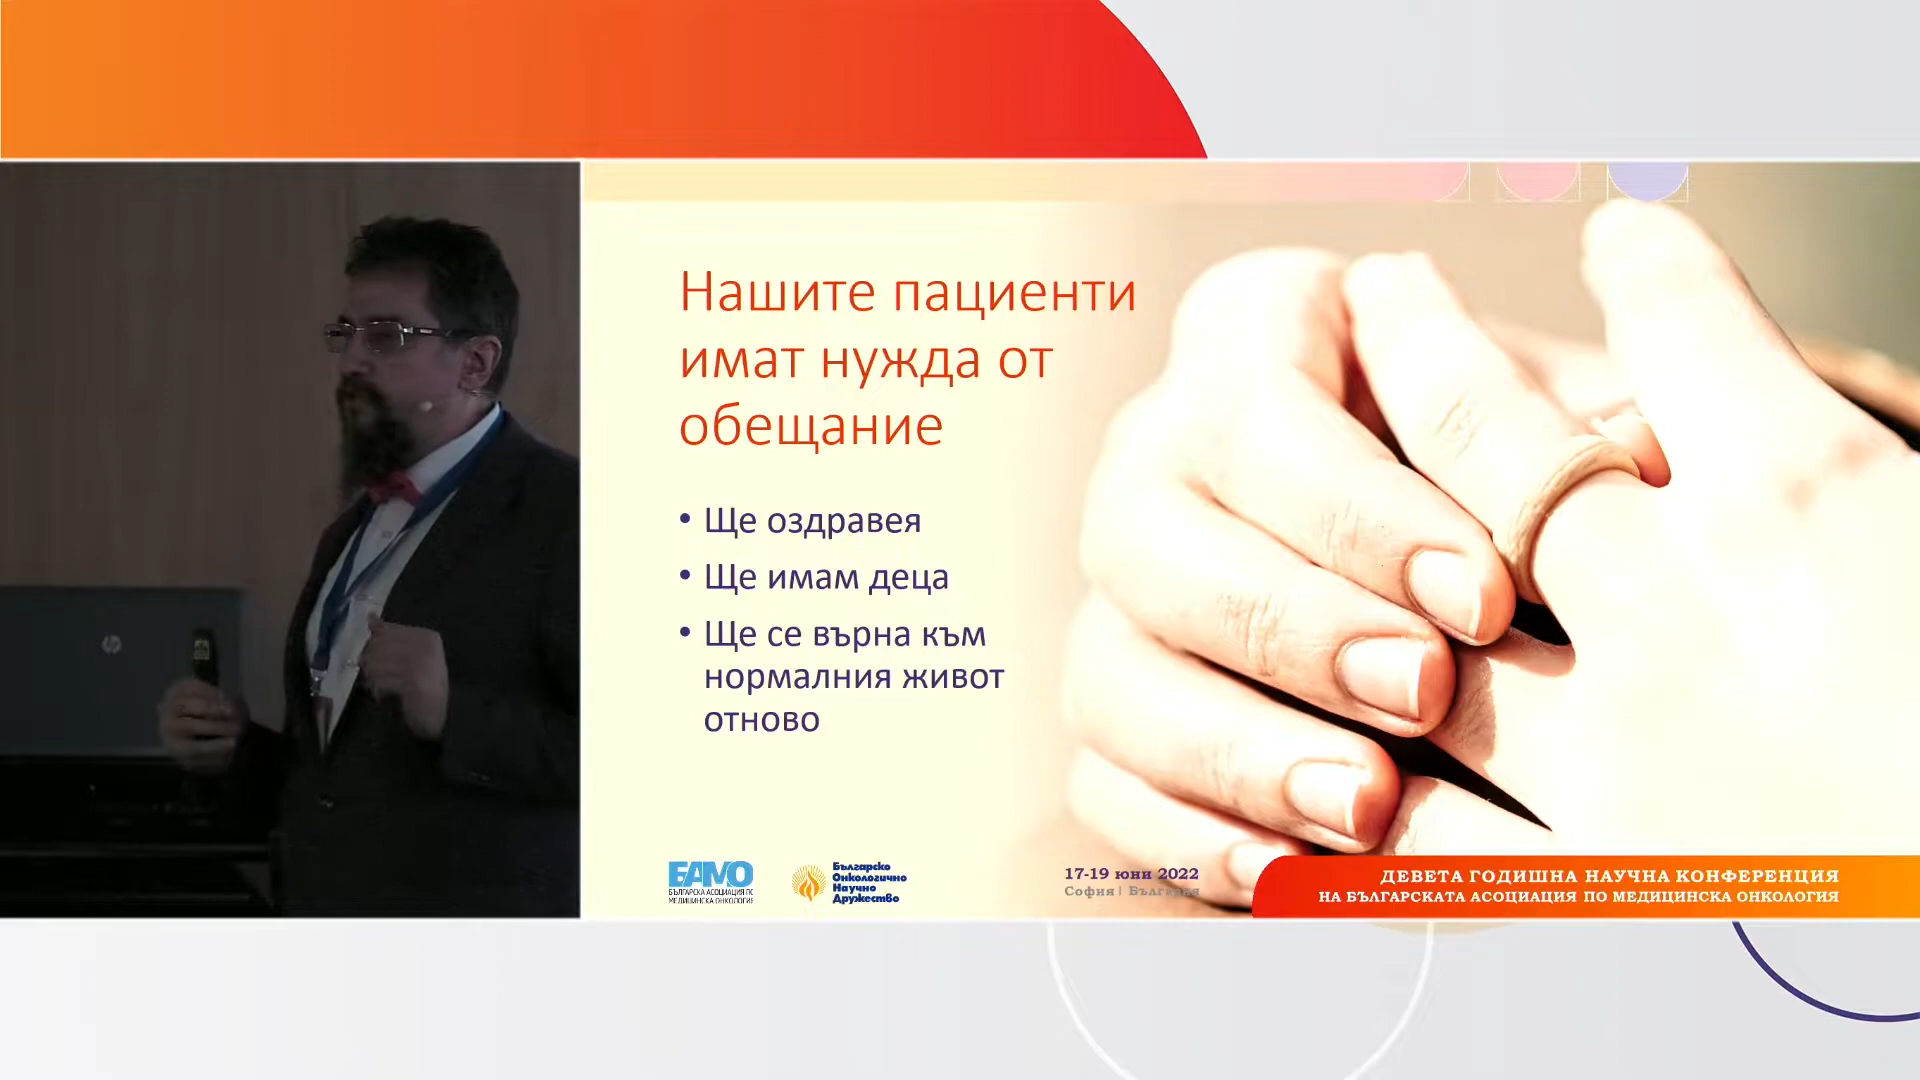 Нашите пациенти
имат нужда от
обещание
• Ще оздравея
• Ще имам деца
• Ще се върна към
нормалния живот
отново
БАМО
БЪЛГАРСКА АСОЦИАЦИЯ ПО
МЕДИЦИНСКА ОНКОЛОГИЯ
Българско
Онкологично
Научно
Дружество
17-19 юни 2022
София | България
ДЕВЕТА ГОДИШНА НАУЧНА КОНФЕРЕНЦИЯ
НА БЪЛГАРСКАТА АСОЦИАЦИЯ ПО МЕДИЦИНСКА ОНКОЛОГИЯ
hp